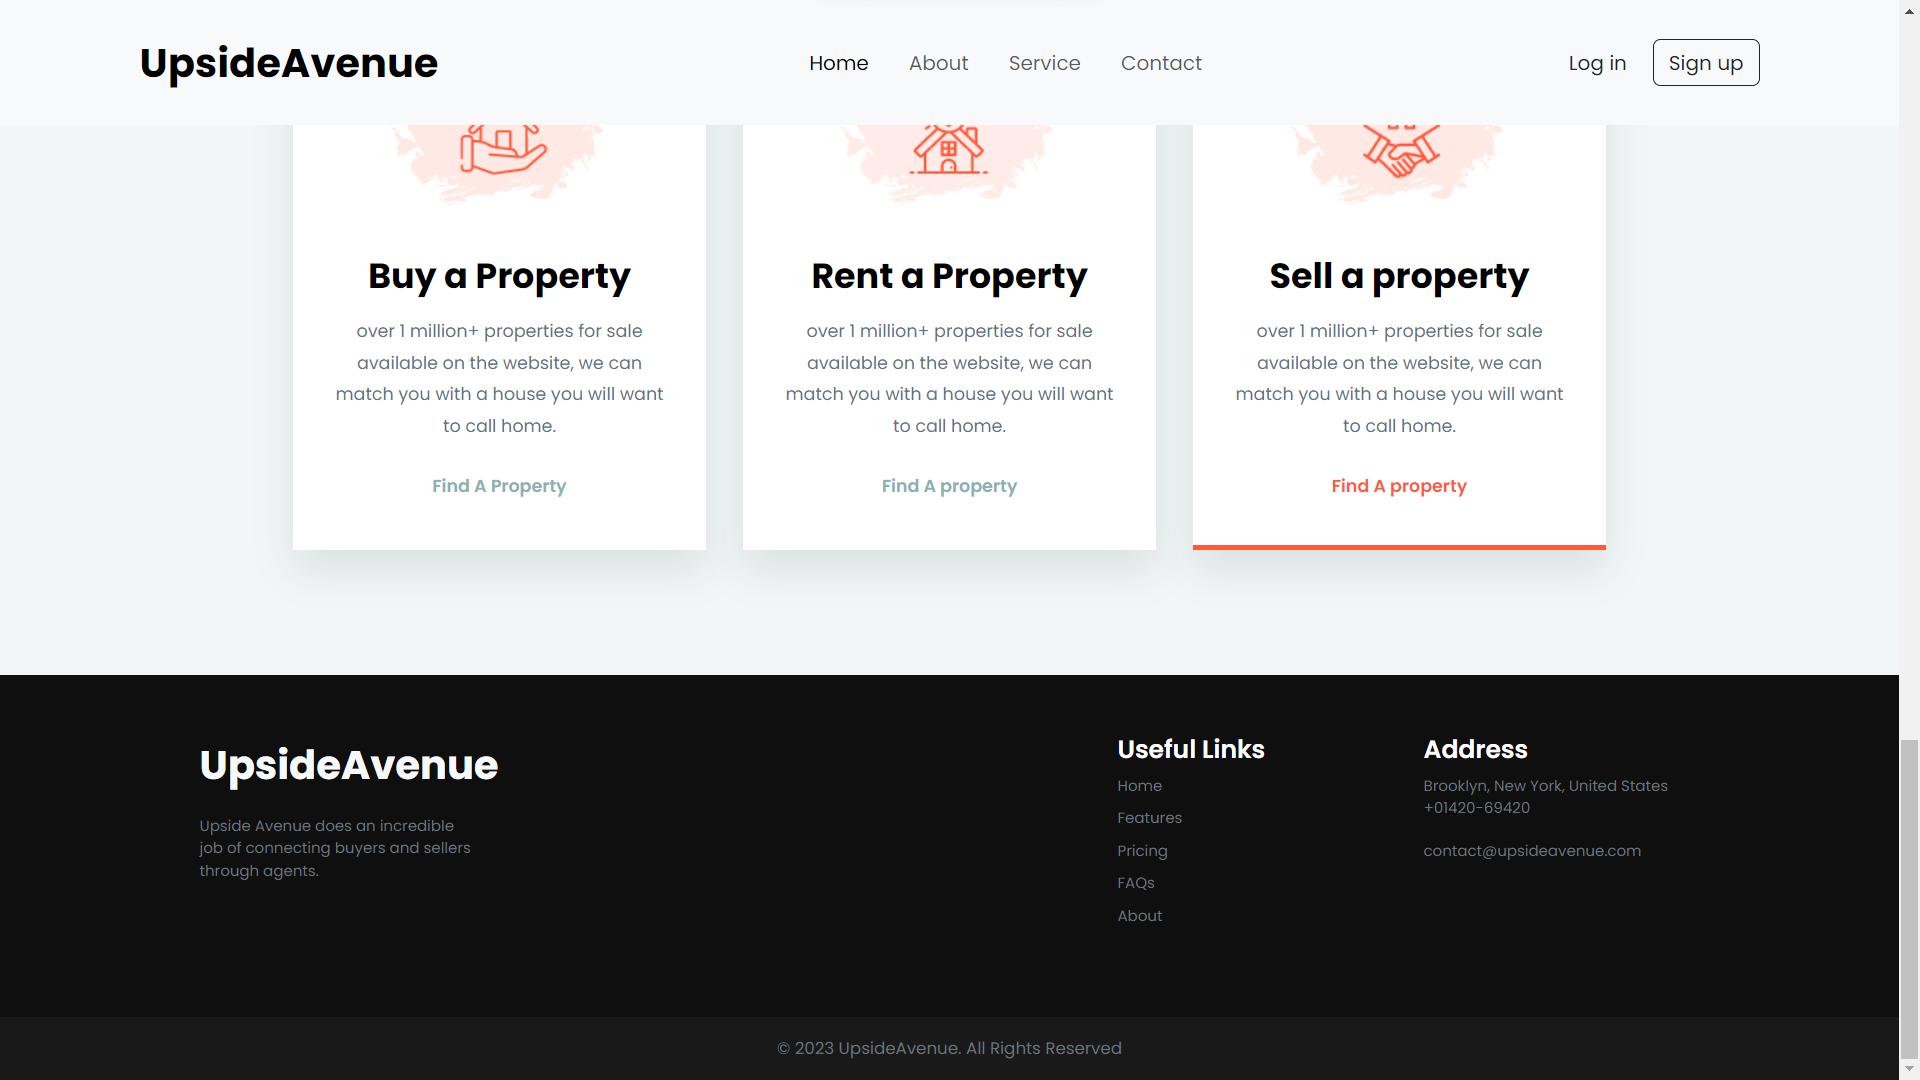 UpsideAvenue
Home About Service Contact
Log in Sign up
Buy a Property
over 1 million+ properties for sale
available on the website, we can
match you with a house you will want
to call home.
Find A Property
Rent a Property
over 1 million+ properties for sale
available on the website, we can
match you with a house you will want
to call home.
Find A property
Sell a property
over 1 million+ properties for sale
available on the website, we can
match you with a house you will want
to call home.
Find A property
UpsideAvenue
Upside Avenue does an incredible
job of connecting buyers and sellers
through agents.
Useful Links
Home
Features
Pricing
FAQs
About
Address
Brooklyn, New York, United States
+01420-69420
contact@upsideavenue.com
© 2023 UpsideAvenue. All Rights Reserved